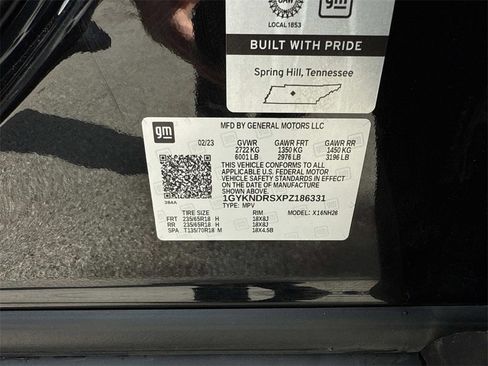 UAW
gm
LOCAL 1853
BUILT WITH PRIDE
Spring Hill, Tennessee
gm
MFD BY GENERAL MOTORS LLC
02/23 GVWR GAWR FRT GAWR RR
2722 KG 1350 KG 1450 KG
6001 LB 2976 LB 3196 LB
THIS VEHICLE CONFORMS TO ALL
APPLICABLE U.S. FEDERAL MOTOR
VEHICLE SAFETY STANDARDS IN EFFECT
ON THE DATE OF MANUFACTURE
SHOWN ABOVE.
1GYKNDRSXPZ186331
TYPE: MPV
TIRE SIZE RIM MODEL: X16NH26
FRT 235/65R18 H 18X8J
RR 235/65R18 H 18X8J
SPA T135/70R18 M 18X4.5B